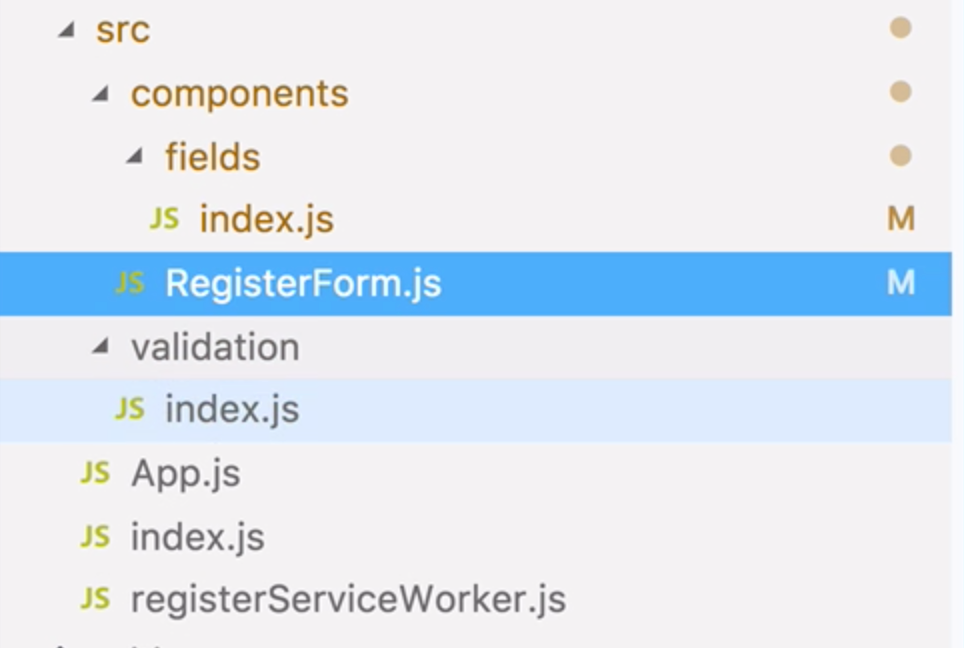 src
components
fields
JS index.js M
JS RegisterForm.js M
validation
JS index.js
JS App.js
JS index.js
JS registerServiceWorker.js